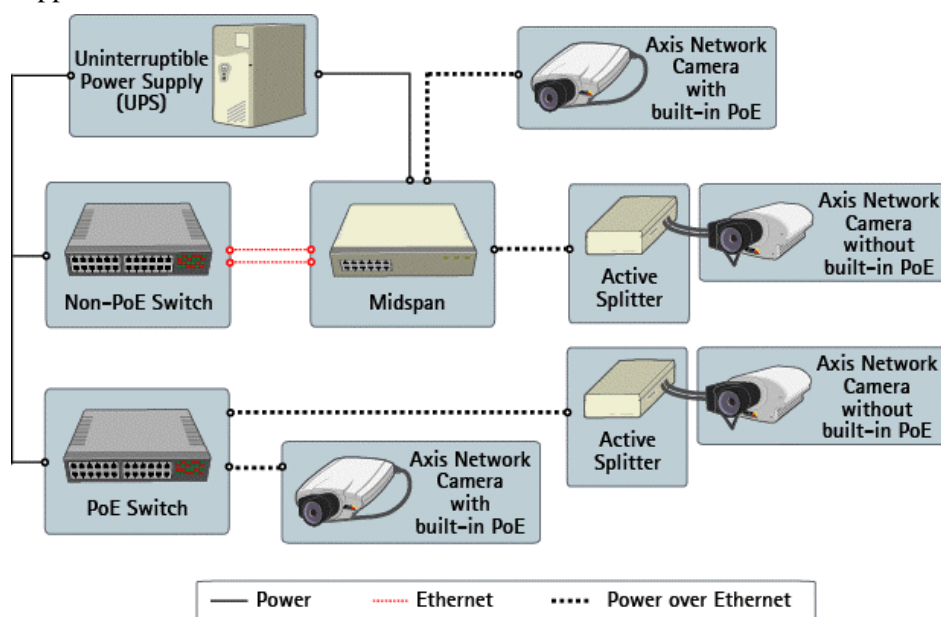 Uninterruptible
Power Supply
(UPS)
Axis Network
Camera
with
built-in PoE
Non-PoE Switch
Midspan
Active
Splitter
Axis Network
Camera
without
built-in PoE
PoE Switch
Axis Network
Camera
with
built-in PoE
Active
Splitter
Axis Network
Camera
without
built-in PoE
Power
Ethernet
Power over Ethernet